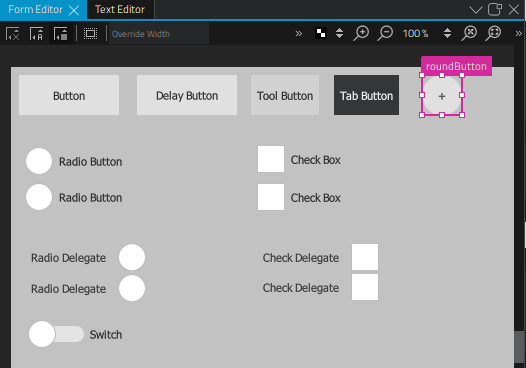 Form Editor
Text Editor
Override Width
100 %
roundButton
Button
Delay Button
Tool Button
Tab Button
+
Radio Button
Check Box
Radio Button
Check Box
Radio Delegate
Check Delegate
Radio Delegate
Check Delegate
Switch